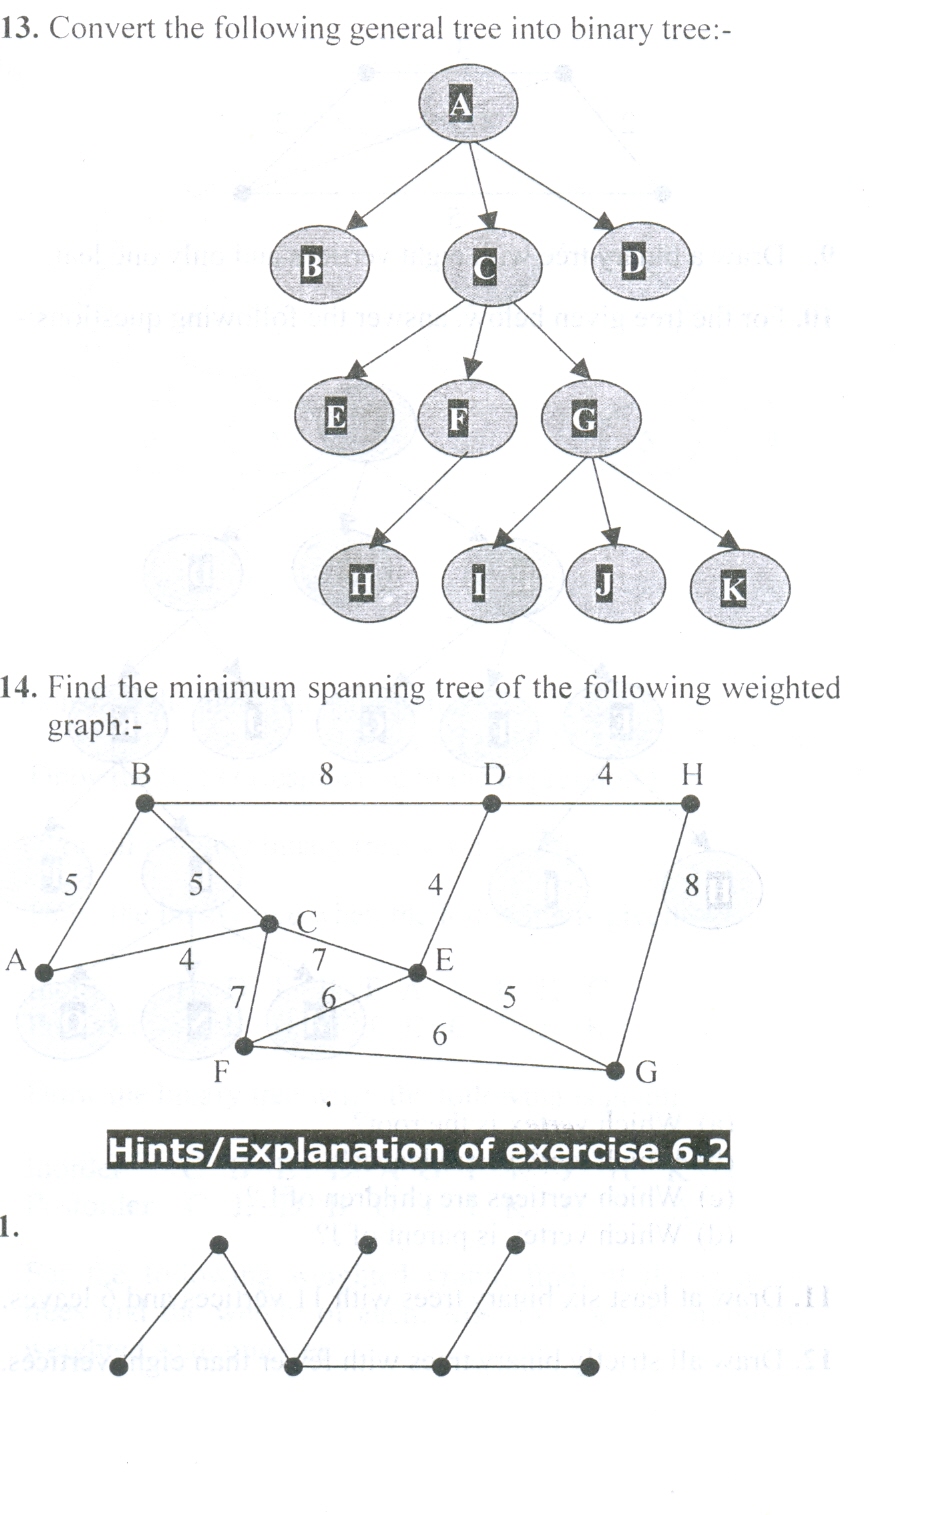 13. Convert the following general tree into binary tree:-
A
B C D
E F G
H I J K
14. Find the minimum spanning tree of the following weighted
graph:-
B 8 D 4 H
5 5 4 8
C
A 4 7 E
7 6 5
6
F G
Hints/Explanation of exercise 6.2
1.